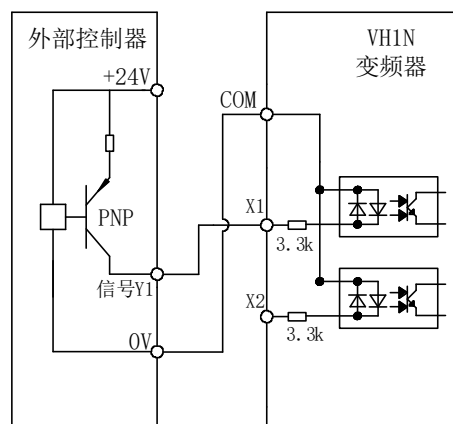 外部控制器
+24V
PNP
信号Y1
0V
VH1N
变频器
COM
X1
3.3k
X2
3.3k